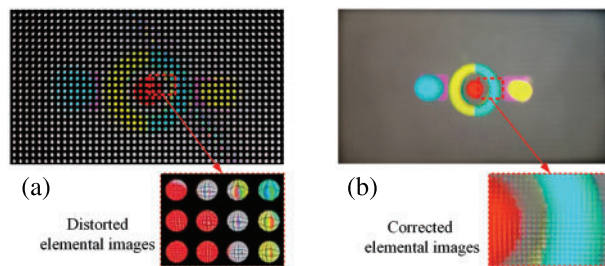 (a)
Distorted
elemental images
(b)
Corrected
elemental images